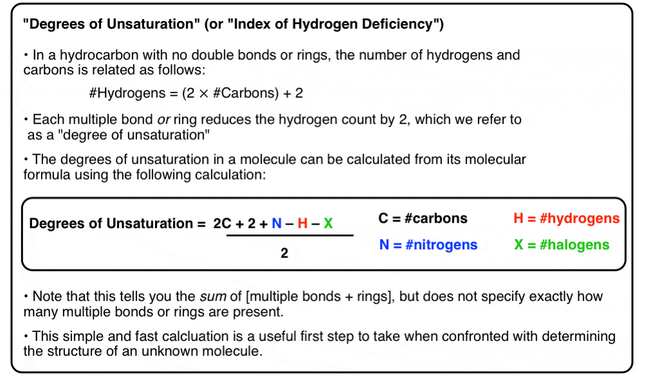 "Degrees of Unsaturation" (or "Index of Hydrogen Deficiency")
· In a hydrocarbon with no double bonds or rings, the number of hydrogens and
carbons is related as follows:
#Hydrogens = (2 × #Carbons) + 2
· Each multiple bond or ring reduces the hydrogen count by 2, which we refer to
as a "degree of unsaturation"
· The degrees of unsaturation in a molecule can be calculated from its molecular
formula using the following calculation:
Degrees of Unsaturation = 2C + 2 + N – H – X
2
C = #carbons
H = #hydrogens
N = #nitrogens
X = #halogens
· Note that this tells you the sum of [multiple bonds + rings], but does not specify exactly how
many multiple bonds or rings are present.
· This simple and fast calcluation is a useful first step to take when confronted with determining
the structure of an unknown molecule.